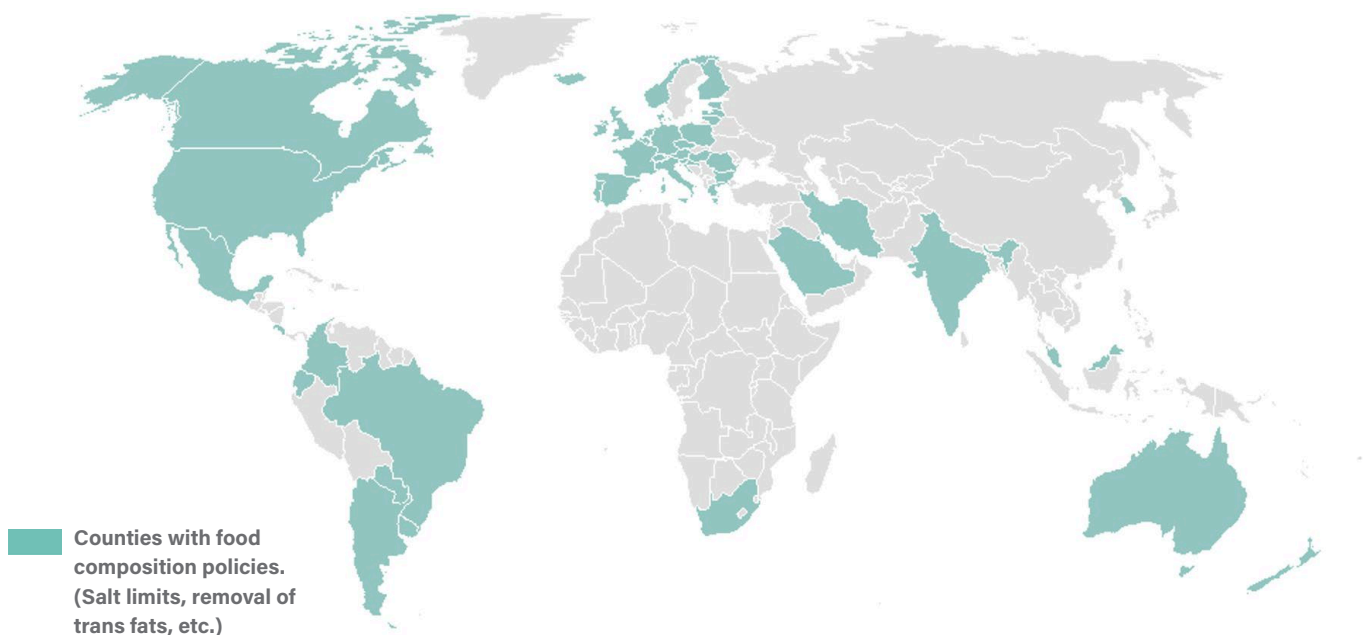 Counties with food
composition policies.
(Salt limits, removal of
trans fats, etc.)